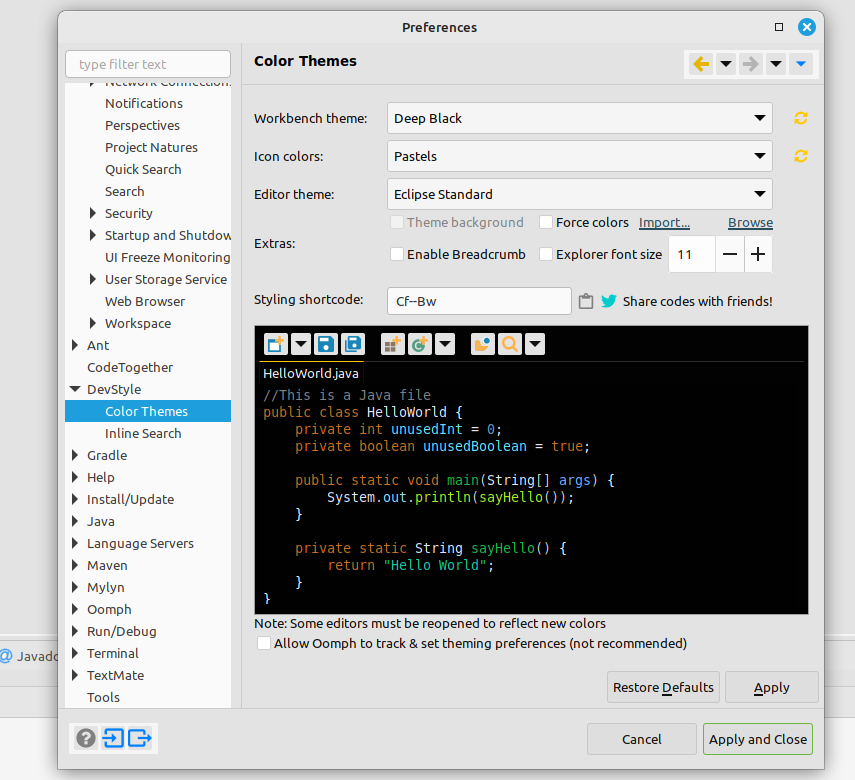 Preferences
type filter text
Network Connection
Notifications
Perspectives
Project Natures
Quick Search
Search
Security
Startup and Shutdow
UI Freeze Monitoring
User Storage Service
Web Browser
Workspace
Ant
CodeTogether
DevStyle
Color Themes
Inline Search
Gradle
Help
Install/Update
Java
Language Servers
Maven
Mylyn
Oomph
Run/Debug
Terminal
TextMate
Tools
Color Themes
Workbench theme: Deep Black
Icon colors: Pastels
Editor theme: Eclipse Standard
Extras:
Theme background Force colors Import... Browse
Enable Breadcrumb Explorer font size 11
Styling shortcode: Cf--Bw Share codes with friends!
HelloWorld.java
//This is a Java file
public class HelloWorld {
private int unusedInt = 0;
private boolean unusedBoolean = true;
public static void main(String[] args) {
System.out.println(sayHello());
}
private static String sayHello() {
return "Hello World";
}
}
Note: Some editors must be reopened to reflect new colors
Allow Oomph to track & set theming preferences (not recommended)
Restore Defaults Apply
Cancel Apply and Close
@ Javado